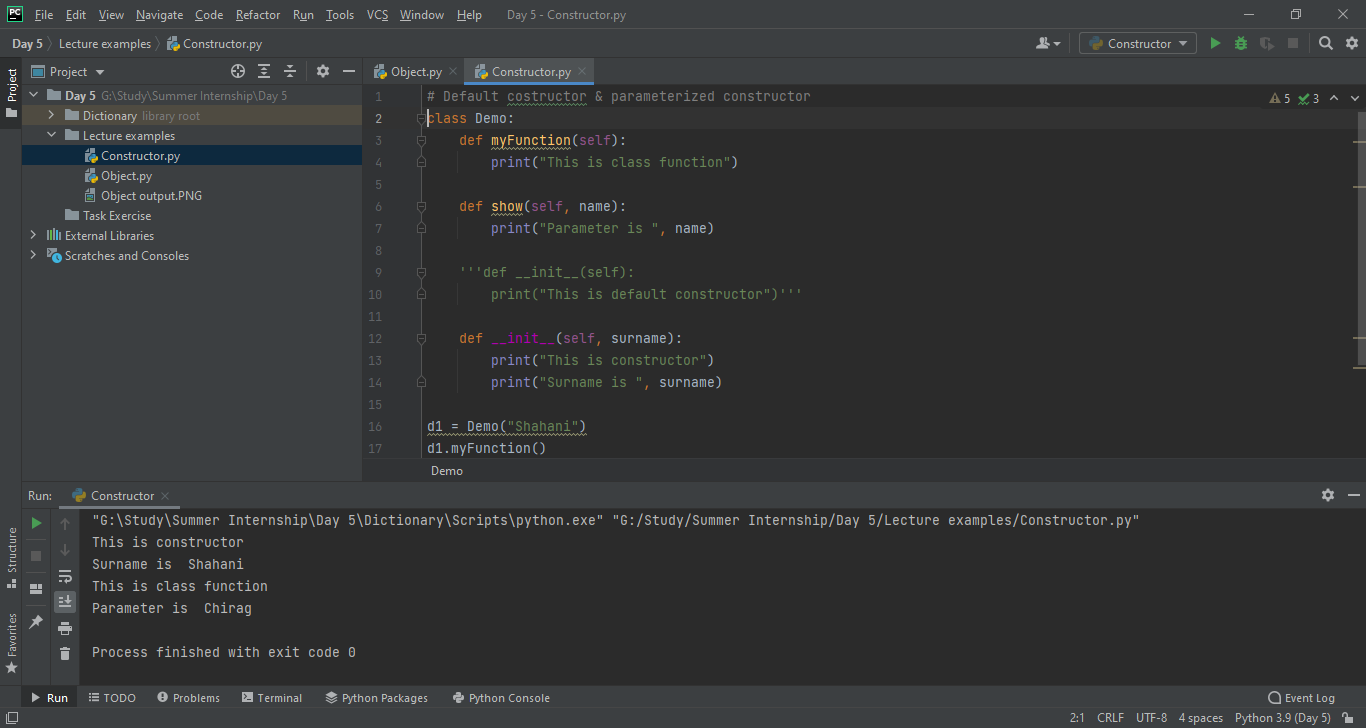 PC File Edit View Navigate Code Refactor Run Tools VCS Window Help Day 5 - Constructor.py
Day 5 Lecture examples Constructor.py Constructor
Project
Project
Object.py Constructor.py
Day 5 G:\Study\Summer Internship\Day 5
Dictionary library root
Lecture examples
Constructor.py
Object.py
Object output.PNG
Task Exercise
External Libraries
Scratches and Consoles
5 3
1 # Default costructor & parameterized constructor
2 class Demo:
3     def myFunction(self):
4         print("This is class function")
5
6     def show(self, name):
7         print("Parameter is ", name)
8
9     '''def __init__(self):
10         print("This is default constructor")'''
11
12     def __init__(self, surname):
13         print("This is constructor")
14         print("Surname is ", surname)
15
16 d1 = Demo("Shahani")
17 d1.myFunction()
Demo
Run: Constructor
"G:\Study\Summer Internship\Day 5\Dictionary\Scripts\python.exe" "G:/Study/Summer Internship/Day 5/Lecture examples/Constructor.py"
This is constructor
Surname is  Shahani
This is class function
Parameter is  Chirag
Process finished with exit code 0
Structure
Favorites
Run TODO Problems Terminal Python Packages Python Console Event Log
2:1 CRLF UTF-8 4 spaces Python 3.9 (Day 5)